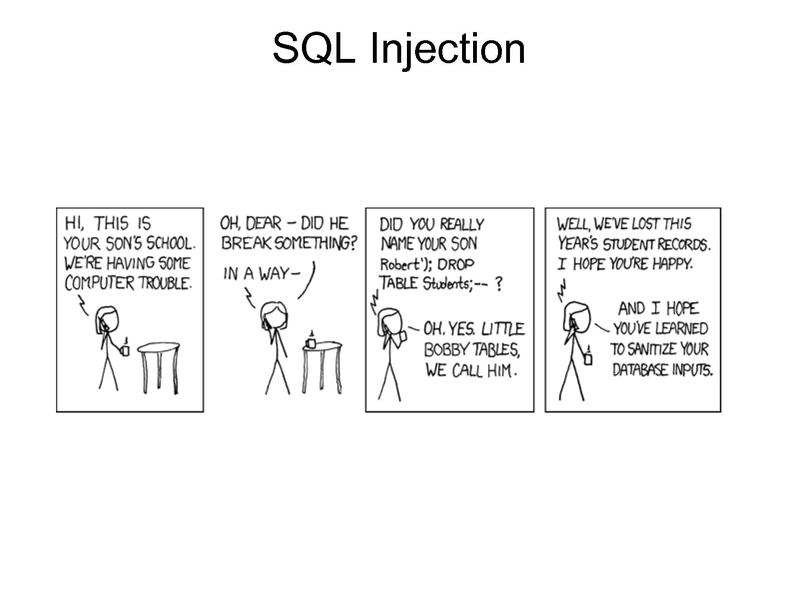 SQL Injection
HI, THIS IS
YOUR SON'S SCHOOL.
WE'RE HAVING SOME
COMPUTER TROUBLE.
OH, DEAR – DID HE
BREAK SOMETHING?
IN A WAY–
DID YOU REALLY
NAME YOUR SON
Robert'); DROP
TABLE Students;-- ?
OH. YES. LITTLE
BOBBY TABLES,
WE CALL HIM.
WELL, WE'VE LOST THIS
YEAR'S STUDENT RECORDS.
I HOPE YOU'RE HAPPY.
AND I HOPE
YOU'VE LEARNED
TO SANITIZE YOUR
DATABASE INPUTS.